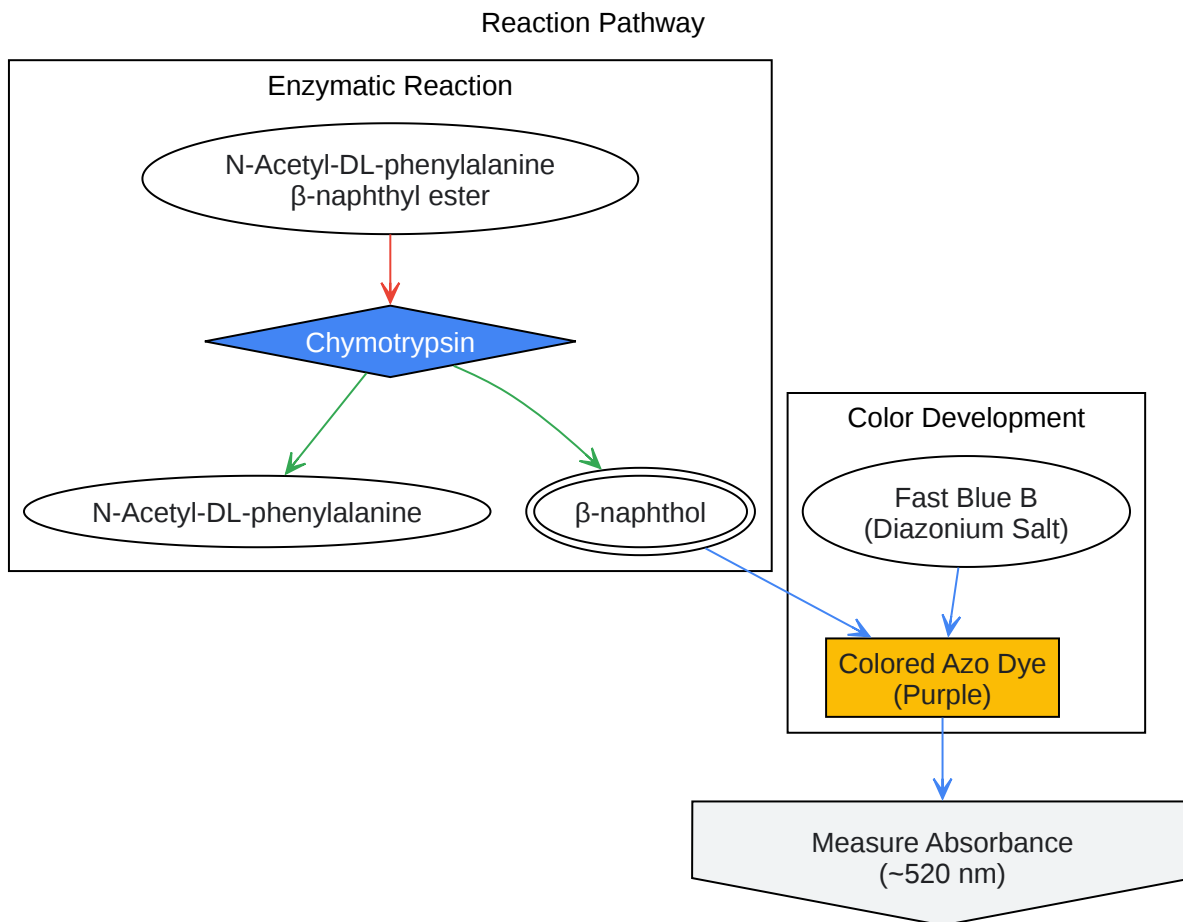 Reaction Pathway
Enzymatic Reaction
N-Acetyl-DL-phenylalanine
β-naphthyl ester
Chymotrypsin
N-Acetyl-DL-phenylalanine
β-naphthol
Color Development
Fast Blue B
(Diazonium Salt)
Colored Azo Dye
(Purple)
Measure Absorbance
(~520 nm)